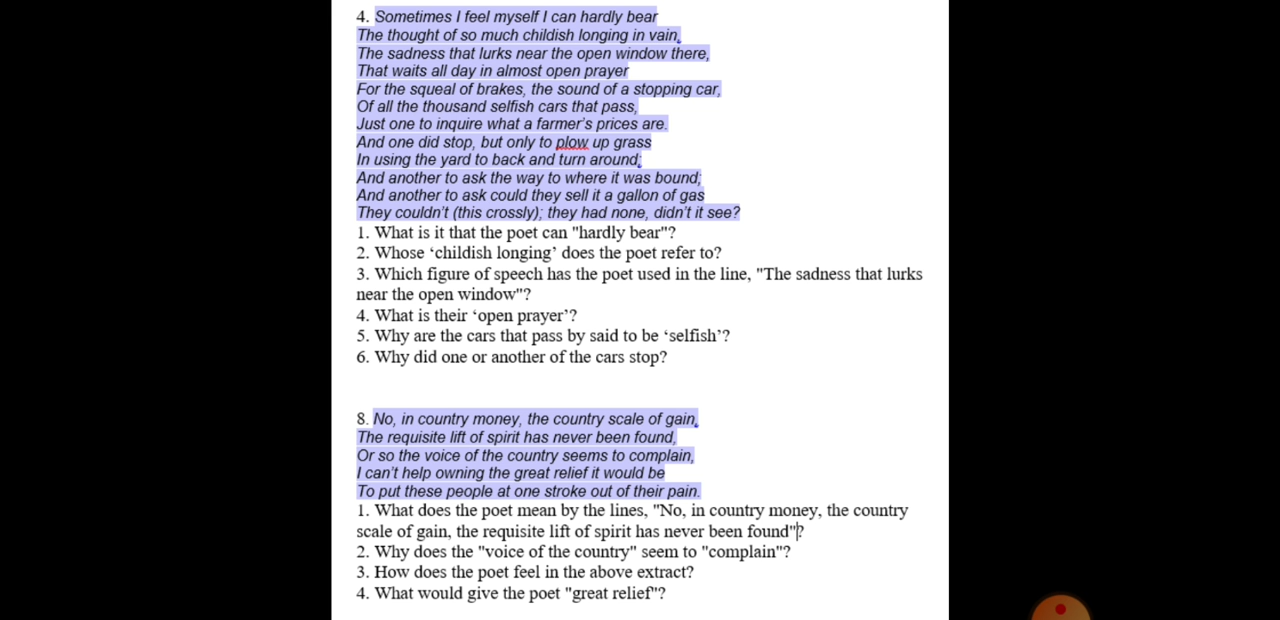 4. Sometimes I feel myself I can hardly bear
The thought of so much childish longing in vain,
The sadness that lurks near the open window there,
That waits all day in almost open prayer
For the squeal of brakes, the sound of a stopping car,
Of all the thousand selfish cars that pass,
Just one to inquire what a farmer's prices are.
And one did stop, but only to plow up grass
In using the yard to back and turn around;
And another to ask the way to where it was bound;
And another to ask could they sell it a gallon of gas
They couldn't (this crossly); they had none, didn't it see?
1. What is it that the poet can "hardly bear"?
2. Whose ‘childish longing’ does the poet refer to?
3. Which figure of speech has the poet used in the line, "The sadness that lurks
near the open window"?
4. What is their ‘open prayer’?
5. Why are the cars that pass by said to be ‘selfish’?
6. Why did one or another of the cars stop?
8. No, in country money, the country scale of gain,
The requisite lift of spirit has never been found,
Or so the voice of the country seems to complain,
I can't help owning the great relief it would be
To put these people at one stroke out of their pain.
1. What does the poet mean by the lines, "No, in country money, the country
scale of gain, the requisite lift of spirit has never been found"?
2. Why does the "voice of the country" seem to "complain"?
3. How does the poet feel in the above extract?
4. What would give the poet "great relief"?